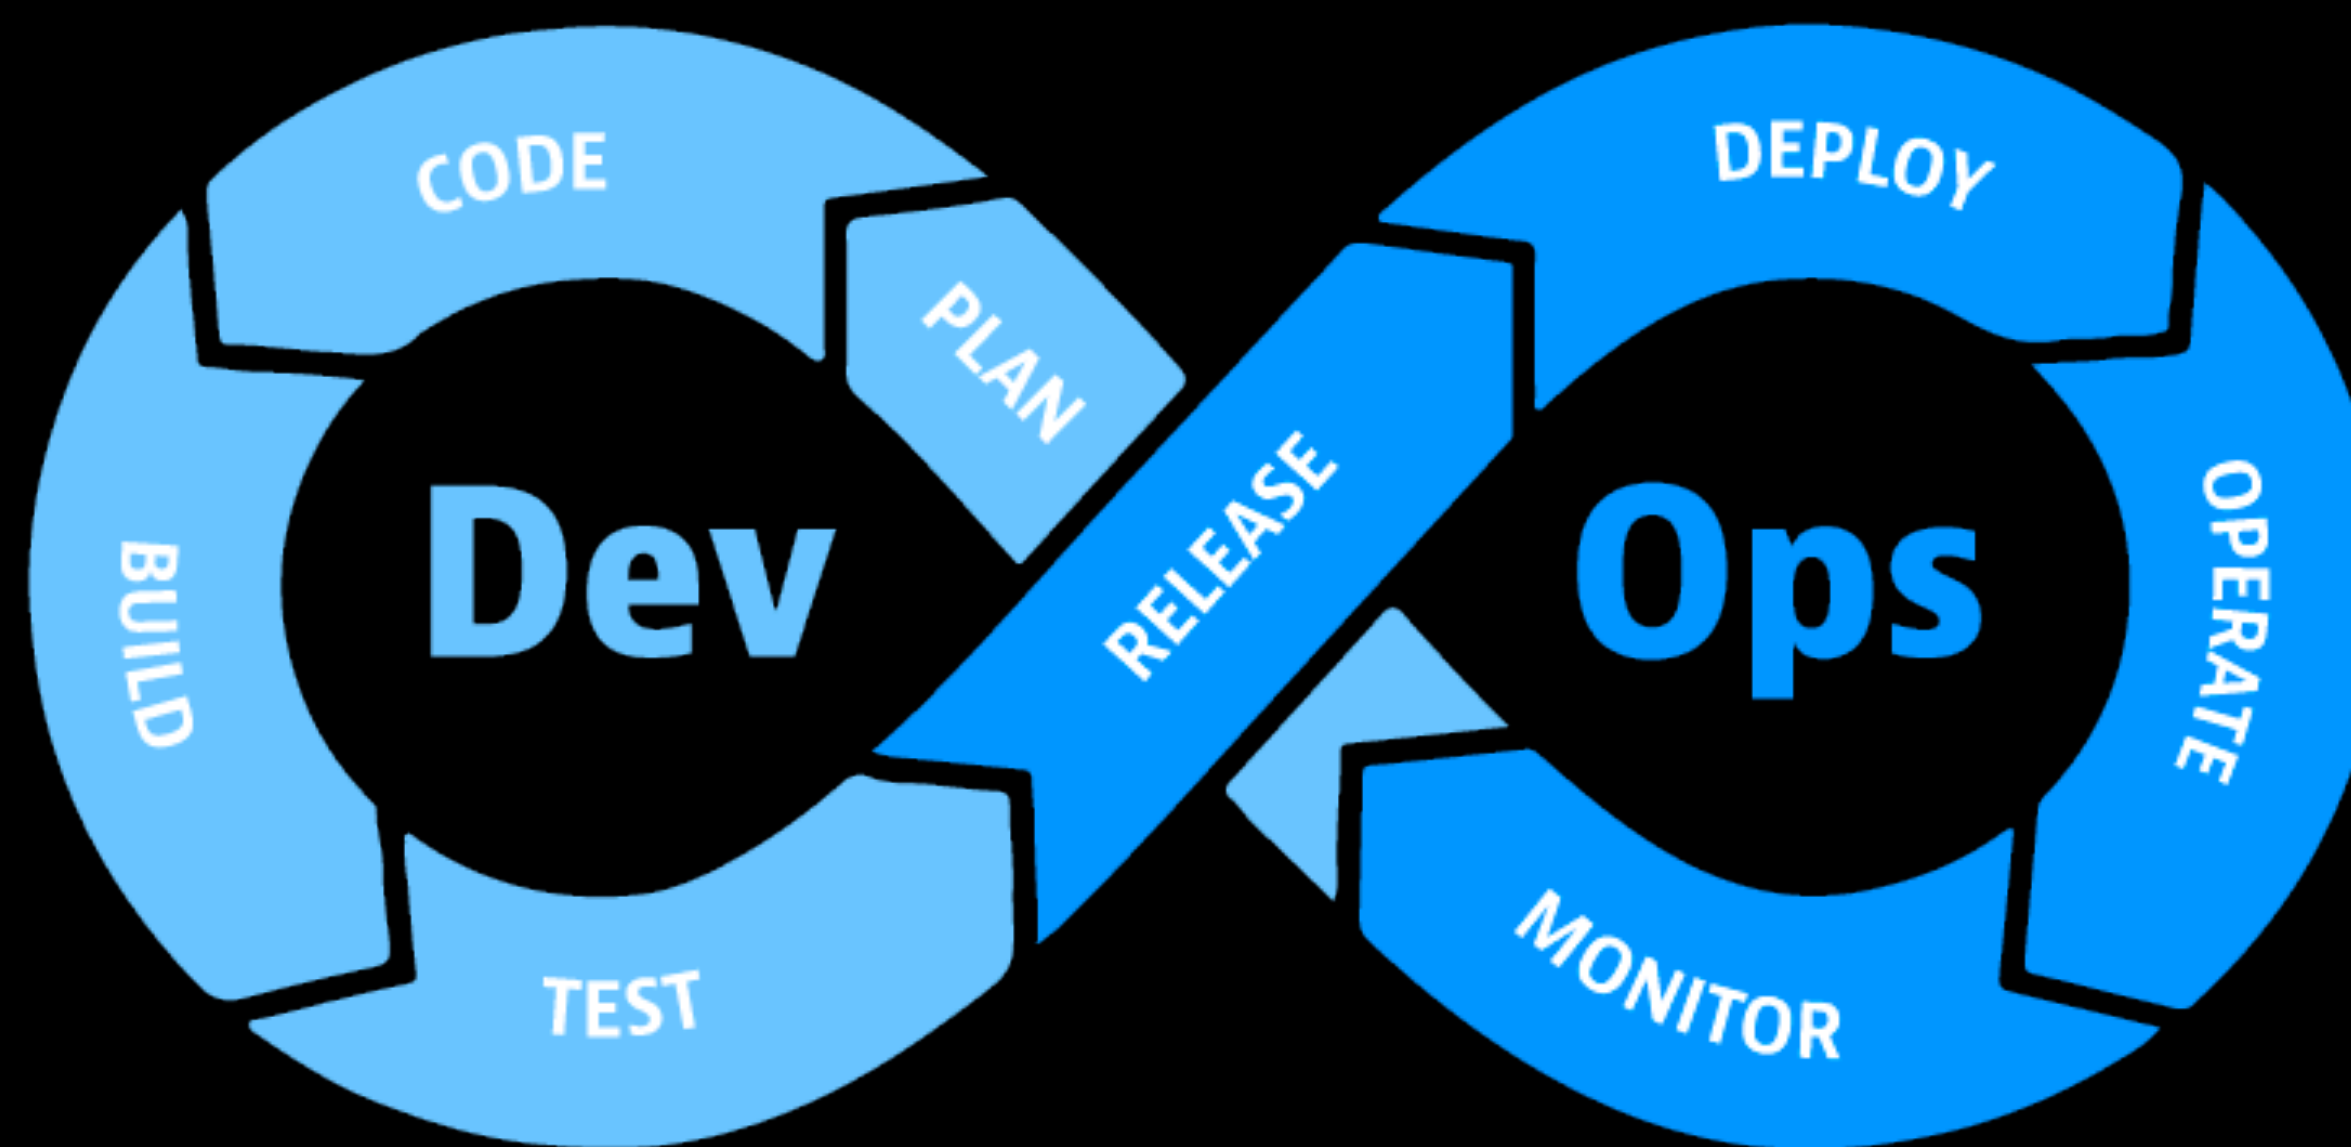 CODE
DEPLOY
PLAN
RELEASE
Dev
Ops
BUILD
OPERATE
TEST
MONITOR